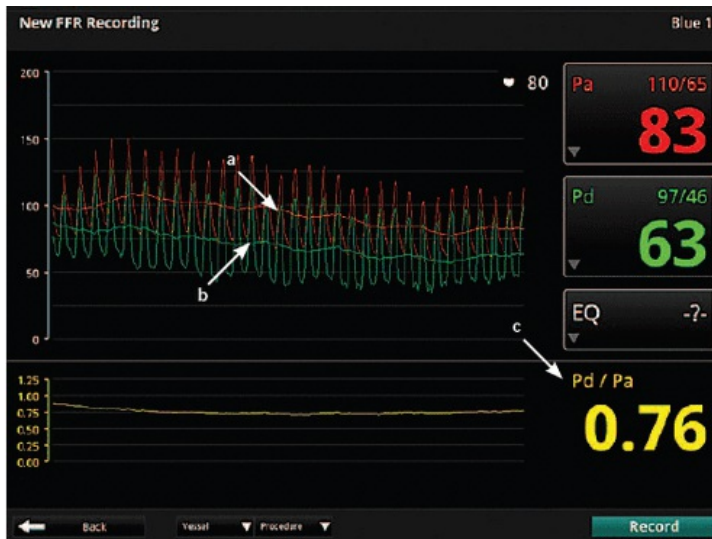 New FFR Recording Blue 1
200
150
100
50
0
80
a
b
Pa 110/65
83
Pd 97/46
63
EQ -?-
c
Pd / Pa
0.76
1.25
1.00
0.75
0.50
0.25
0.00
Back Vessel Procedure Record